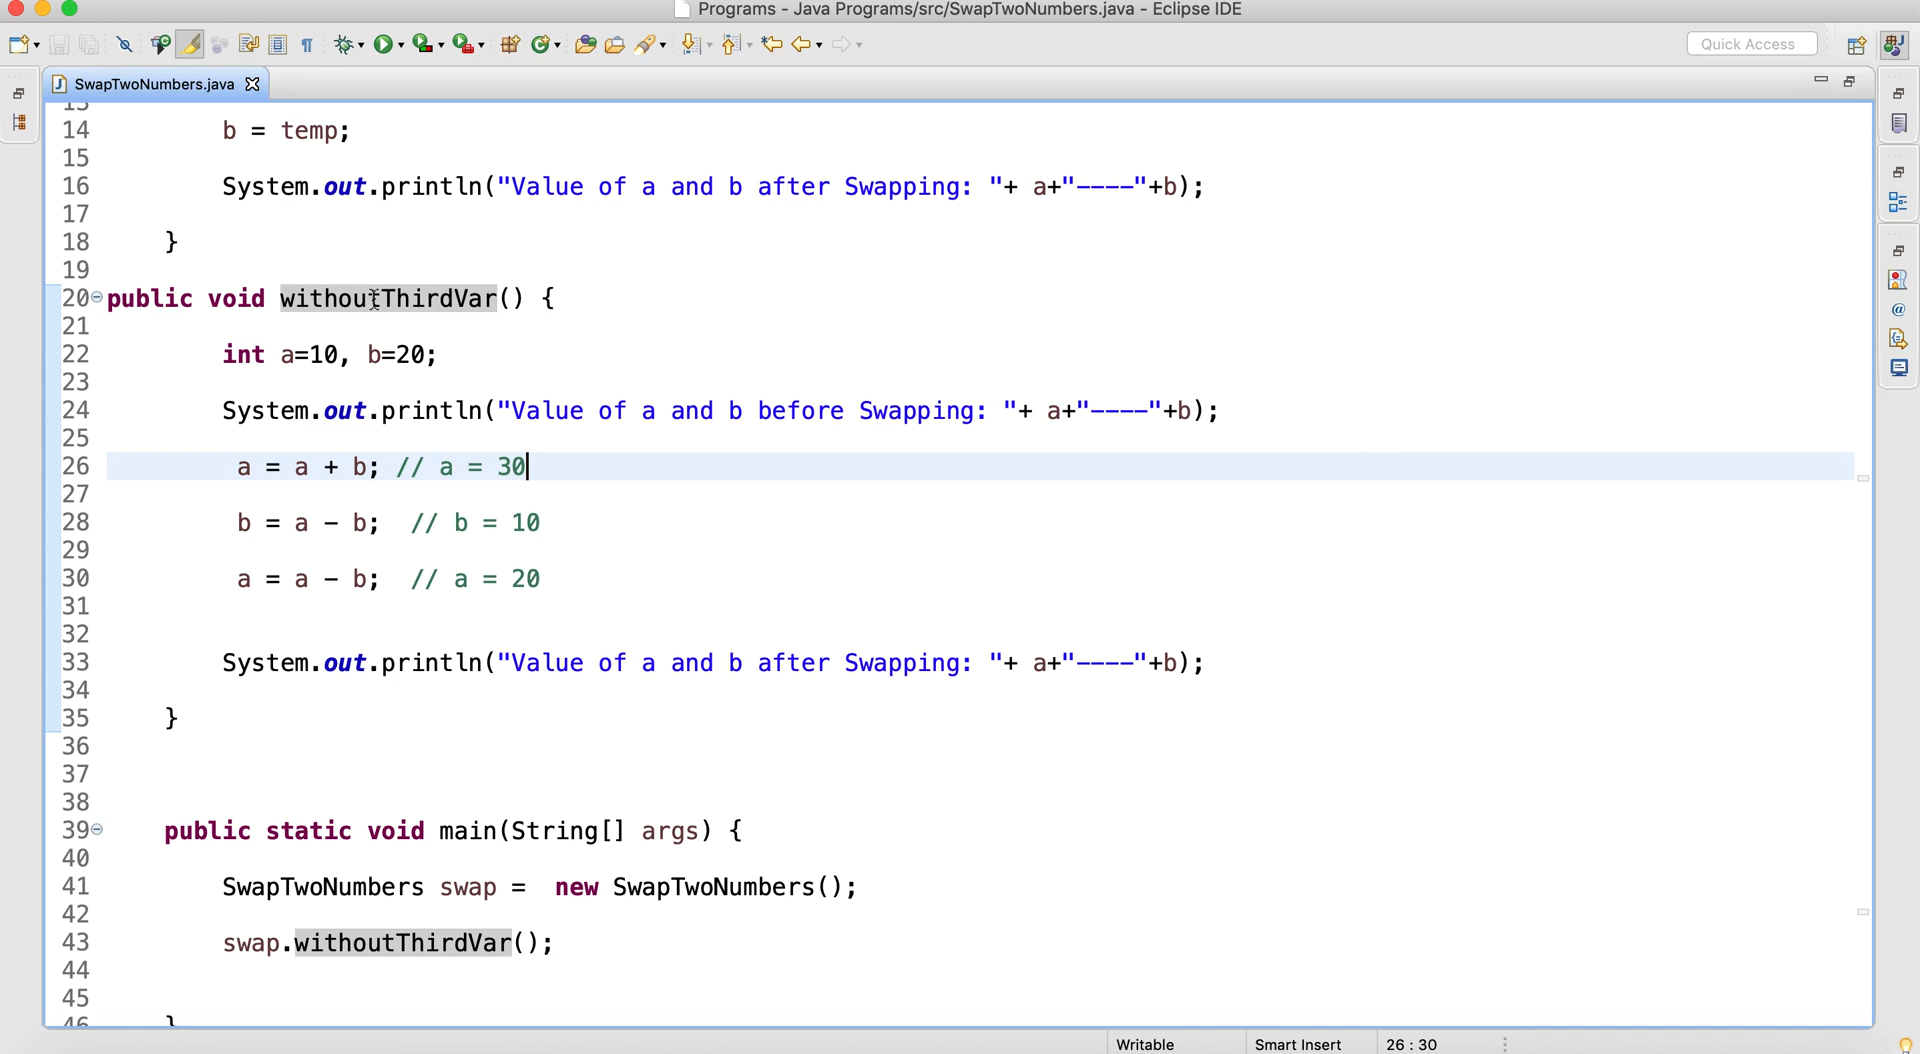 Programs - Java Programs/src/SwapTwoNumbers.java - Eclipse IDE
Quick Access
SwapTwoNumbers.java
14 b = temp;
15
16 System.out.println("Value of a and b after Swapping: "+ a+"----"+b);
17
18 }
19
20 public void withoutThirdVar() {
21
22 int a=10, b=20;
23
24 System.out.println("Value of a and b before Swapping: "+ a+"----"+b);
25
26 a = a + b; // a = 30
27
28 b = a - b; // b = 10
29
30 a = a - b; // a = 20
31
32
33 System.out.println("Value of a and b after Swapping: "+ a+"----"+b);
34
35 }
36
37
38
39 public static void main(String[] args) {
40
41 SwapTwoNumbers swap = new SwapTwoNumbers();
42
43 swap.withoutThirdVar();
44
45
46 }
Writable Smart Insert 26 : 30